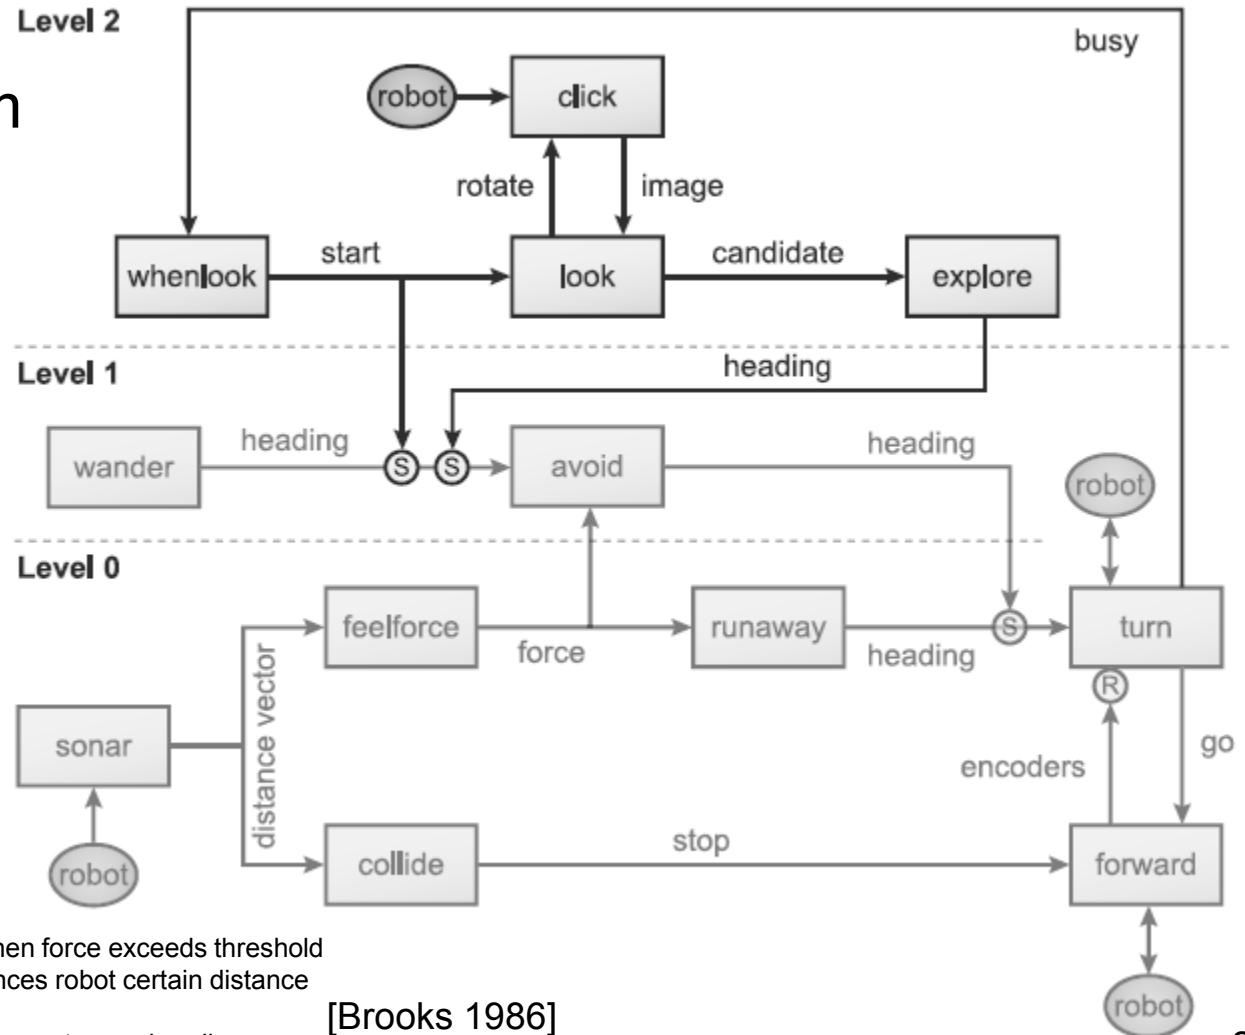 Level 2
busy
n
robot
click
rotate
image
whenlook
start
look
candidate
explore
Level 1
heading
wander
heading
S
S
avoid
heading
robot
Level 0
feelforce
force
runaway
heading
S
turn
R
sonar
distance vector
encoders
go
robot
collide
stop
forward
hen force exceeds threshold
nces robot certain distance
robot
[Brooks 1986]